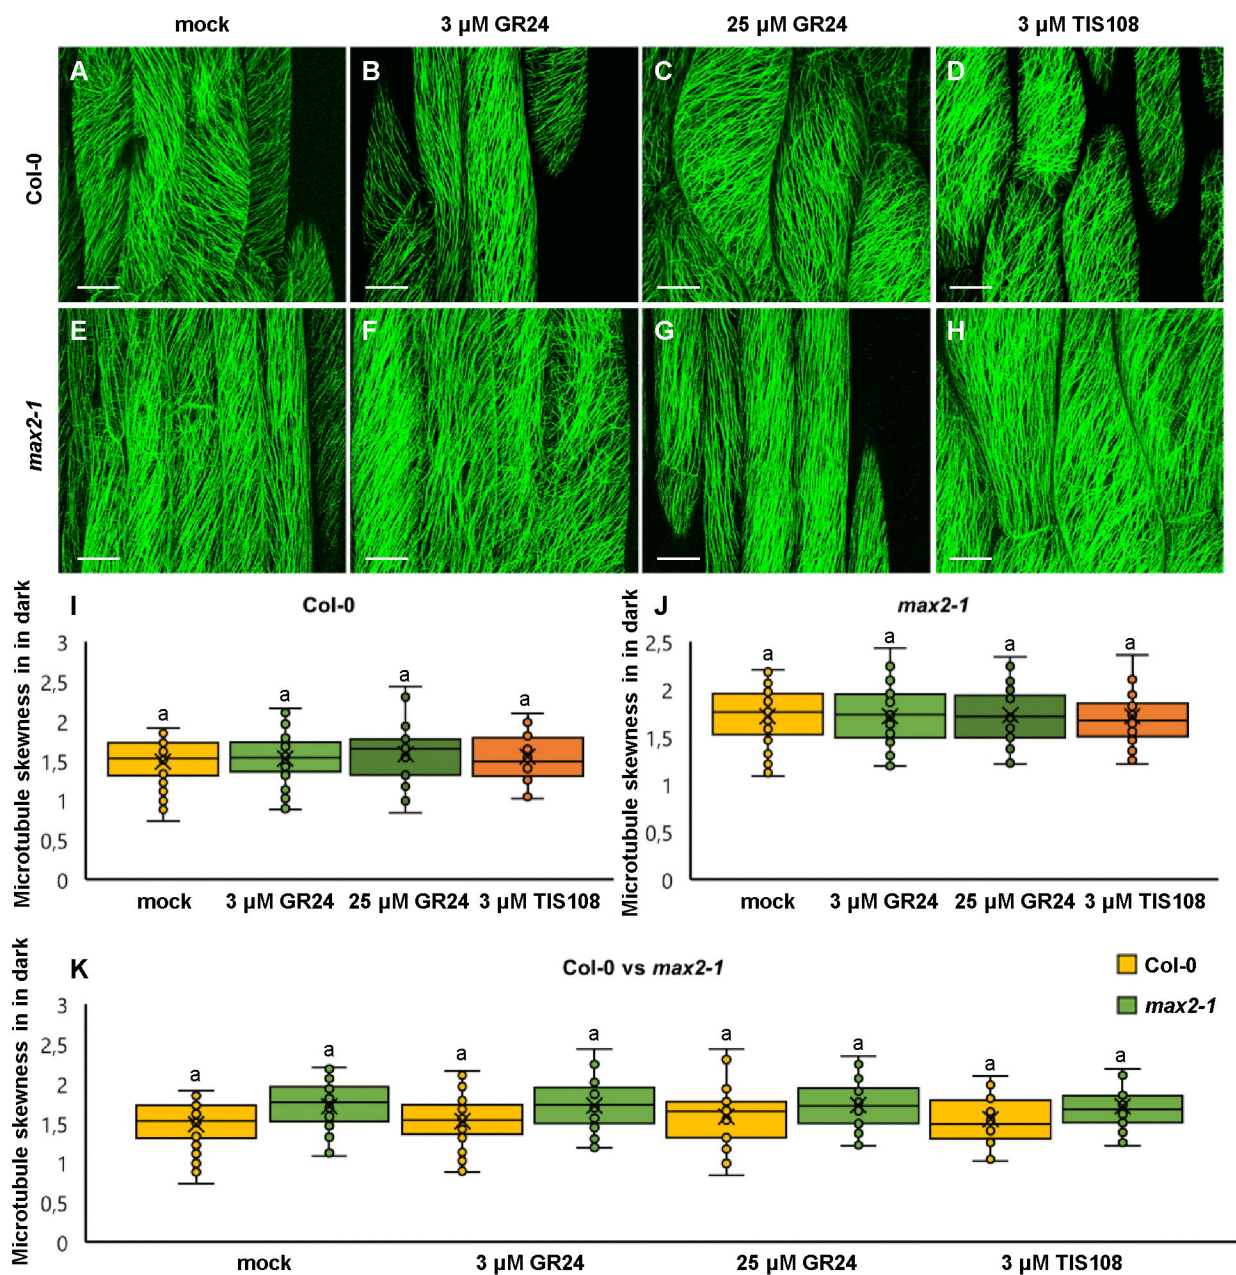 mock 3 µM GR24 25 µM GR24 3 µM TIS108
Col-0
A B C D
max2-1
E F G H
I Col-0
Microtubule skewness in in dark
3
2,5
2
1,5
1
0,5
0
a a a a
mock 3 µM GR24 25 µM GR24 3 µM TIS108
J max2-1
Microtubule skewness in in dark
2,5
2
1,5
1
0,5
0
a a a a
mock 3 µM GR24 25 µM GR24 3 µM TIS108
K Col-0 vs max2-1
Col-0
max2-1
Microtubule skewness in in dark
3
2,5
2
1,5
1
0,5
0
a a a a a a a a
mock 3 µM GR24 25 µM GR24 3 µM TIS108